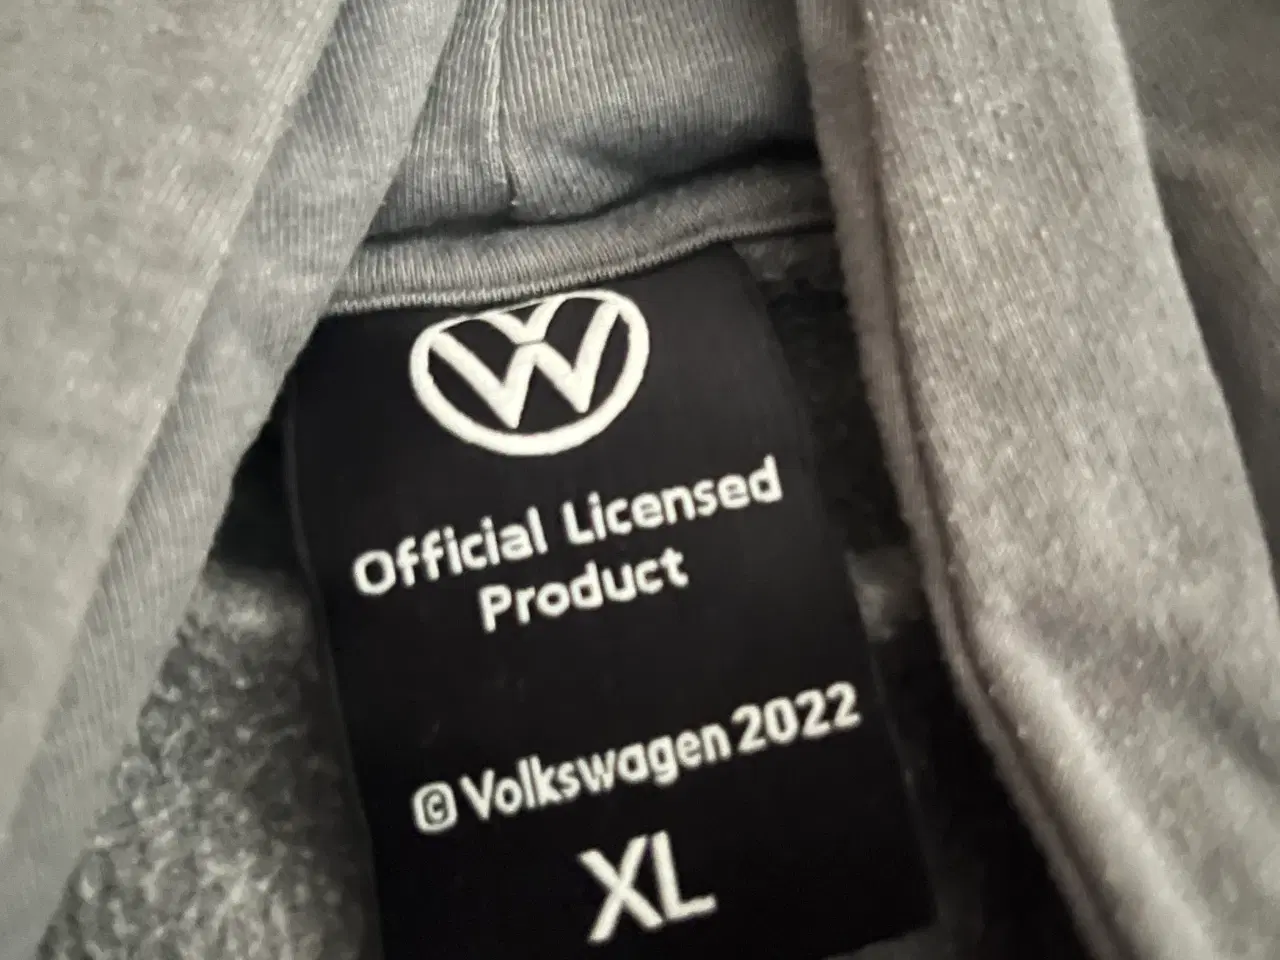 Official Licensed
Product
© Volkswagen 2022
XL